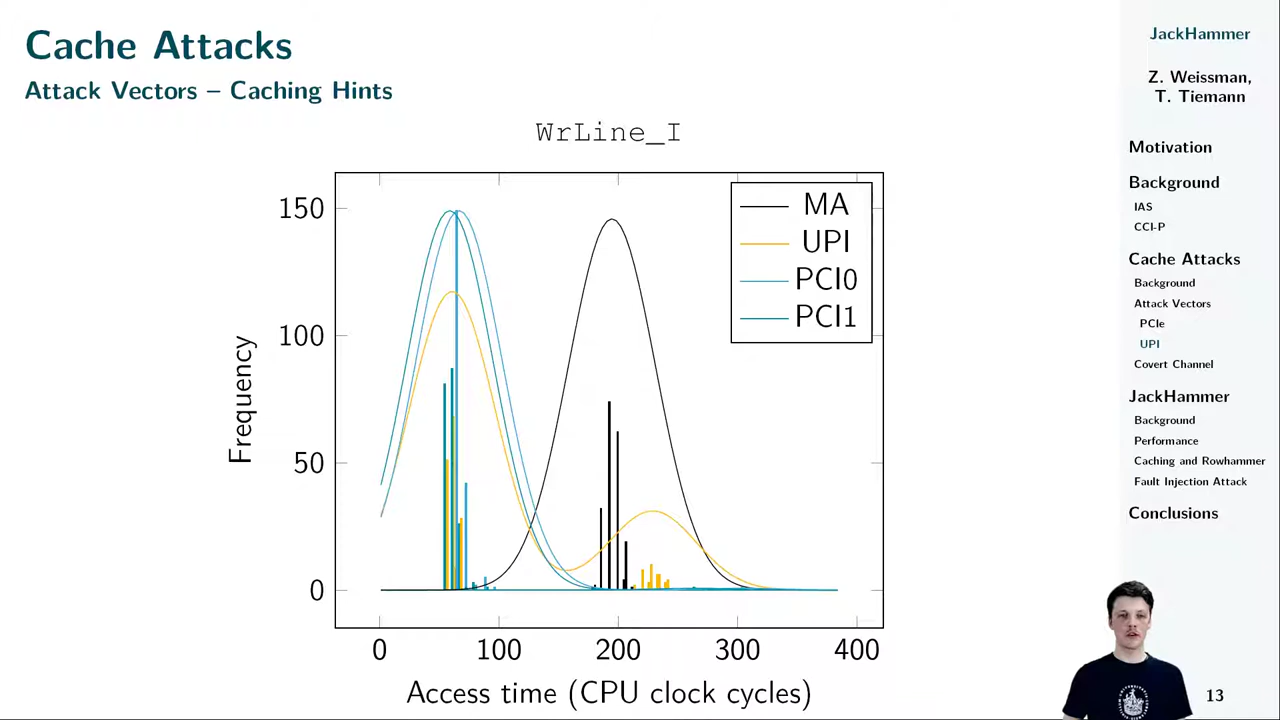 Cache Attacks
Attack Vectors – Caching Hints
WrLine_I
MA
UPI
PCI0
PCI1
150
100
50
0
Frequency
0 100 200 300 400
Access time (CPU clock cycles)
JackHammer
Z. Weissman,
T. Tiemann
Motivation
Background
IAS
CCI-P
Cache Attacks
Background
Attack Vectors
PCIe
UPI
Covert Channel
JackHammer
Background
Performance
Caching and Rowhammer
Fault Injection Attack
Conclusions
13